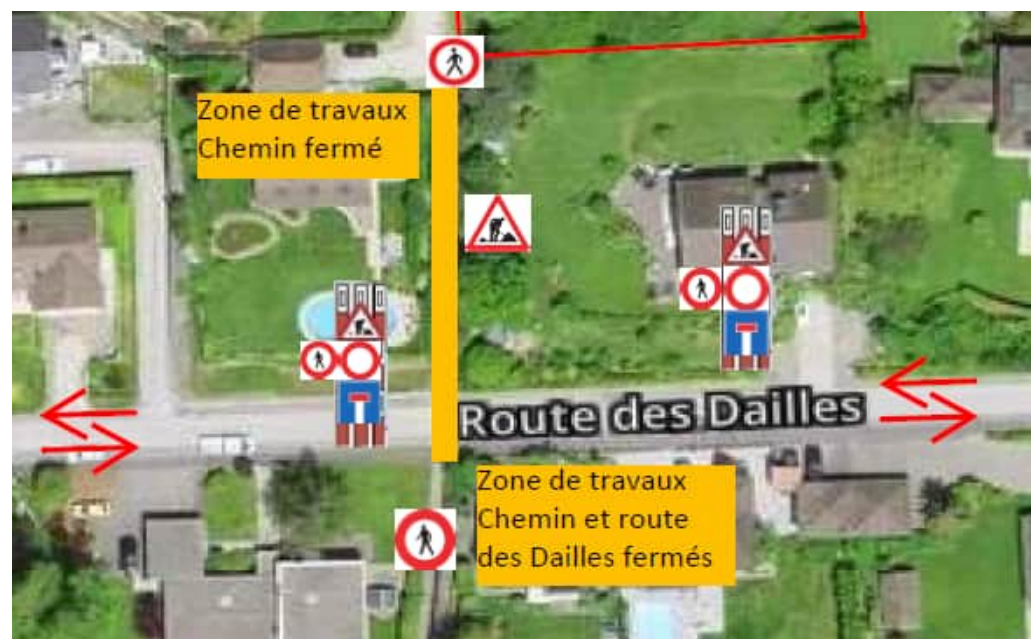 Zone de travaux
Chemin fermé
Route des Dailles
Zone de travaux
Chemin et route
des Dailles fermés